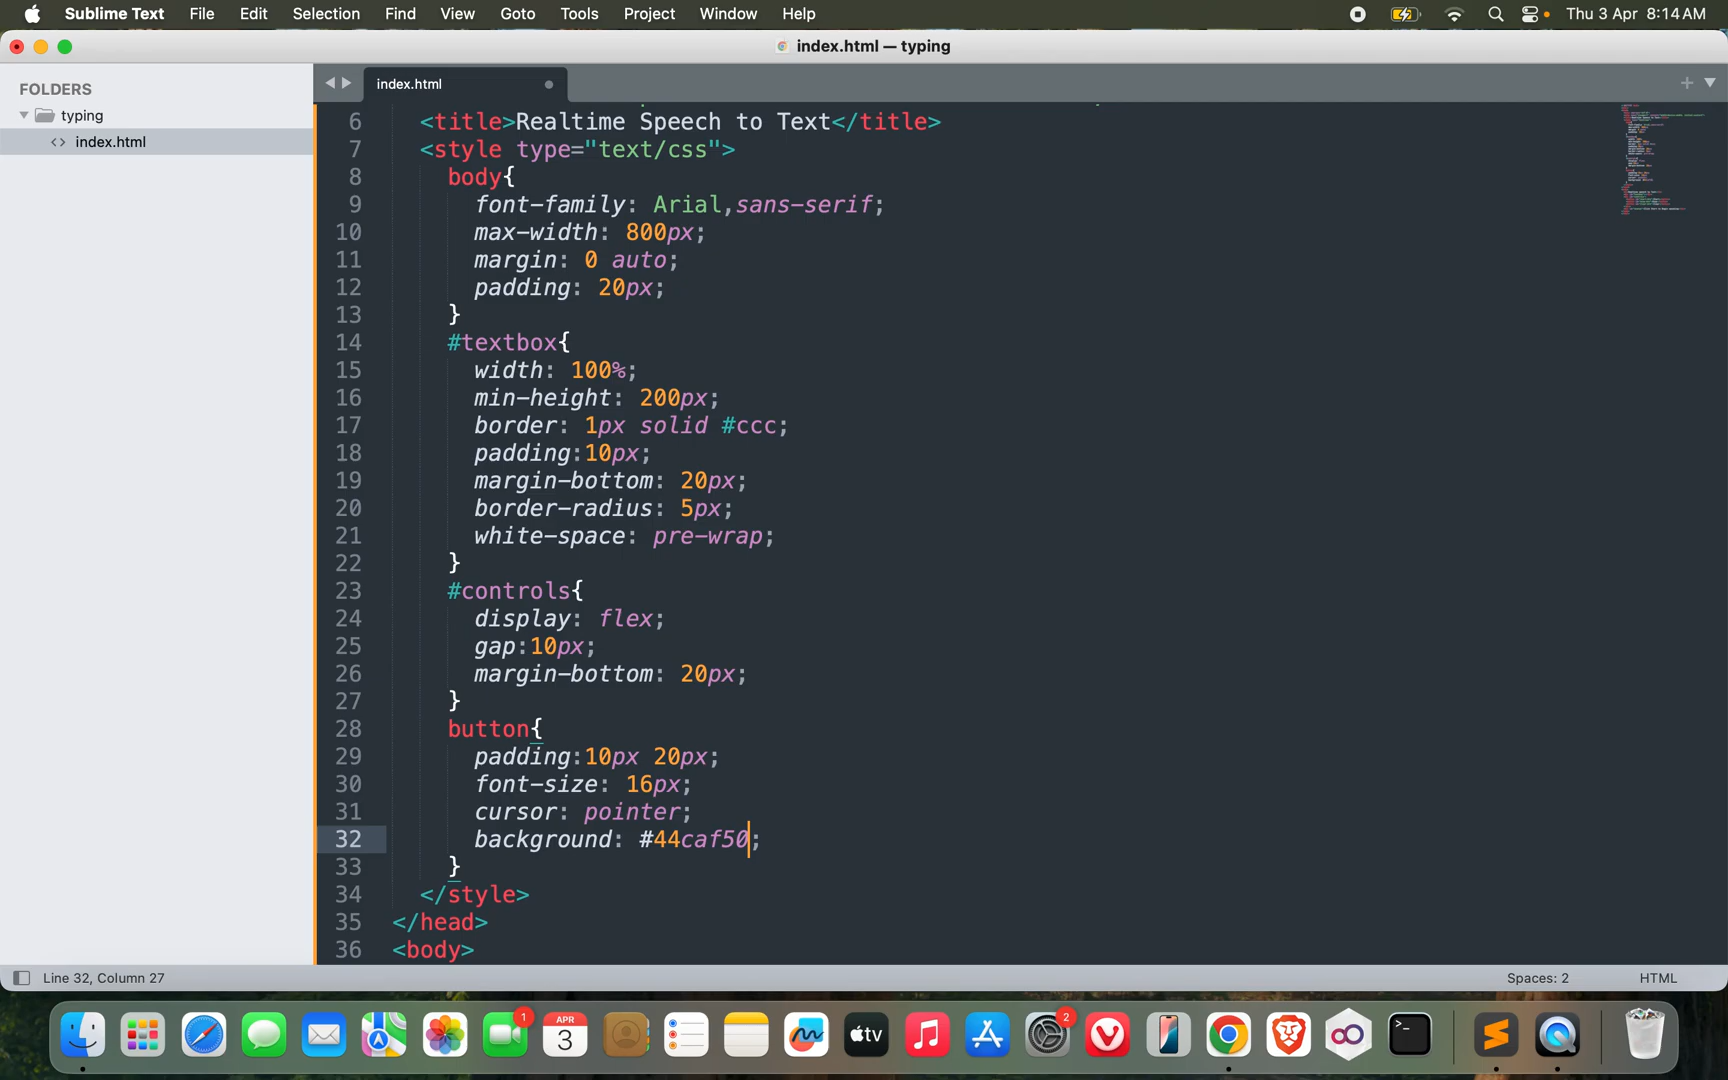 Sublime Text File Edit Selection Find View Goto Tools Project Window Help Thu 3 Apr 8:14 AM
index.html — typing
FOLDERS
typing
index.html
index.html
6 <title>Realtime Speech to Text</title>
7 <style type="text/css">
8 body{
9 font-family: Arial,sans-serif;
10 max-width: 800px;
11 margin: 0 auto;
12 padding: 20px;
13 }
14 #textbox{
15 width: 100%;
16 min-height: 200px;
17 border: 1px solid #ccc;
18 padding:10px;
19 margin-bottom: 20px;
20 border-radius: 5px;
21 white-space: pre-wrap;
22 }
23 #controls{
24 display: flex;
25 gap:10px;
26 margin-bottom: 20px;
27 }
28 button{
29 padding:10px 20px;
30 font-size: 16px;
31 cursor: pointer;
32 background: #44caf50;
33 }
34 </style>
35 </head>
36 <body>
Line 32, Column 27 Spaces: 2 HTML
1
APR
3
tv
2